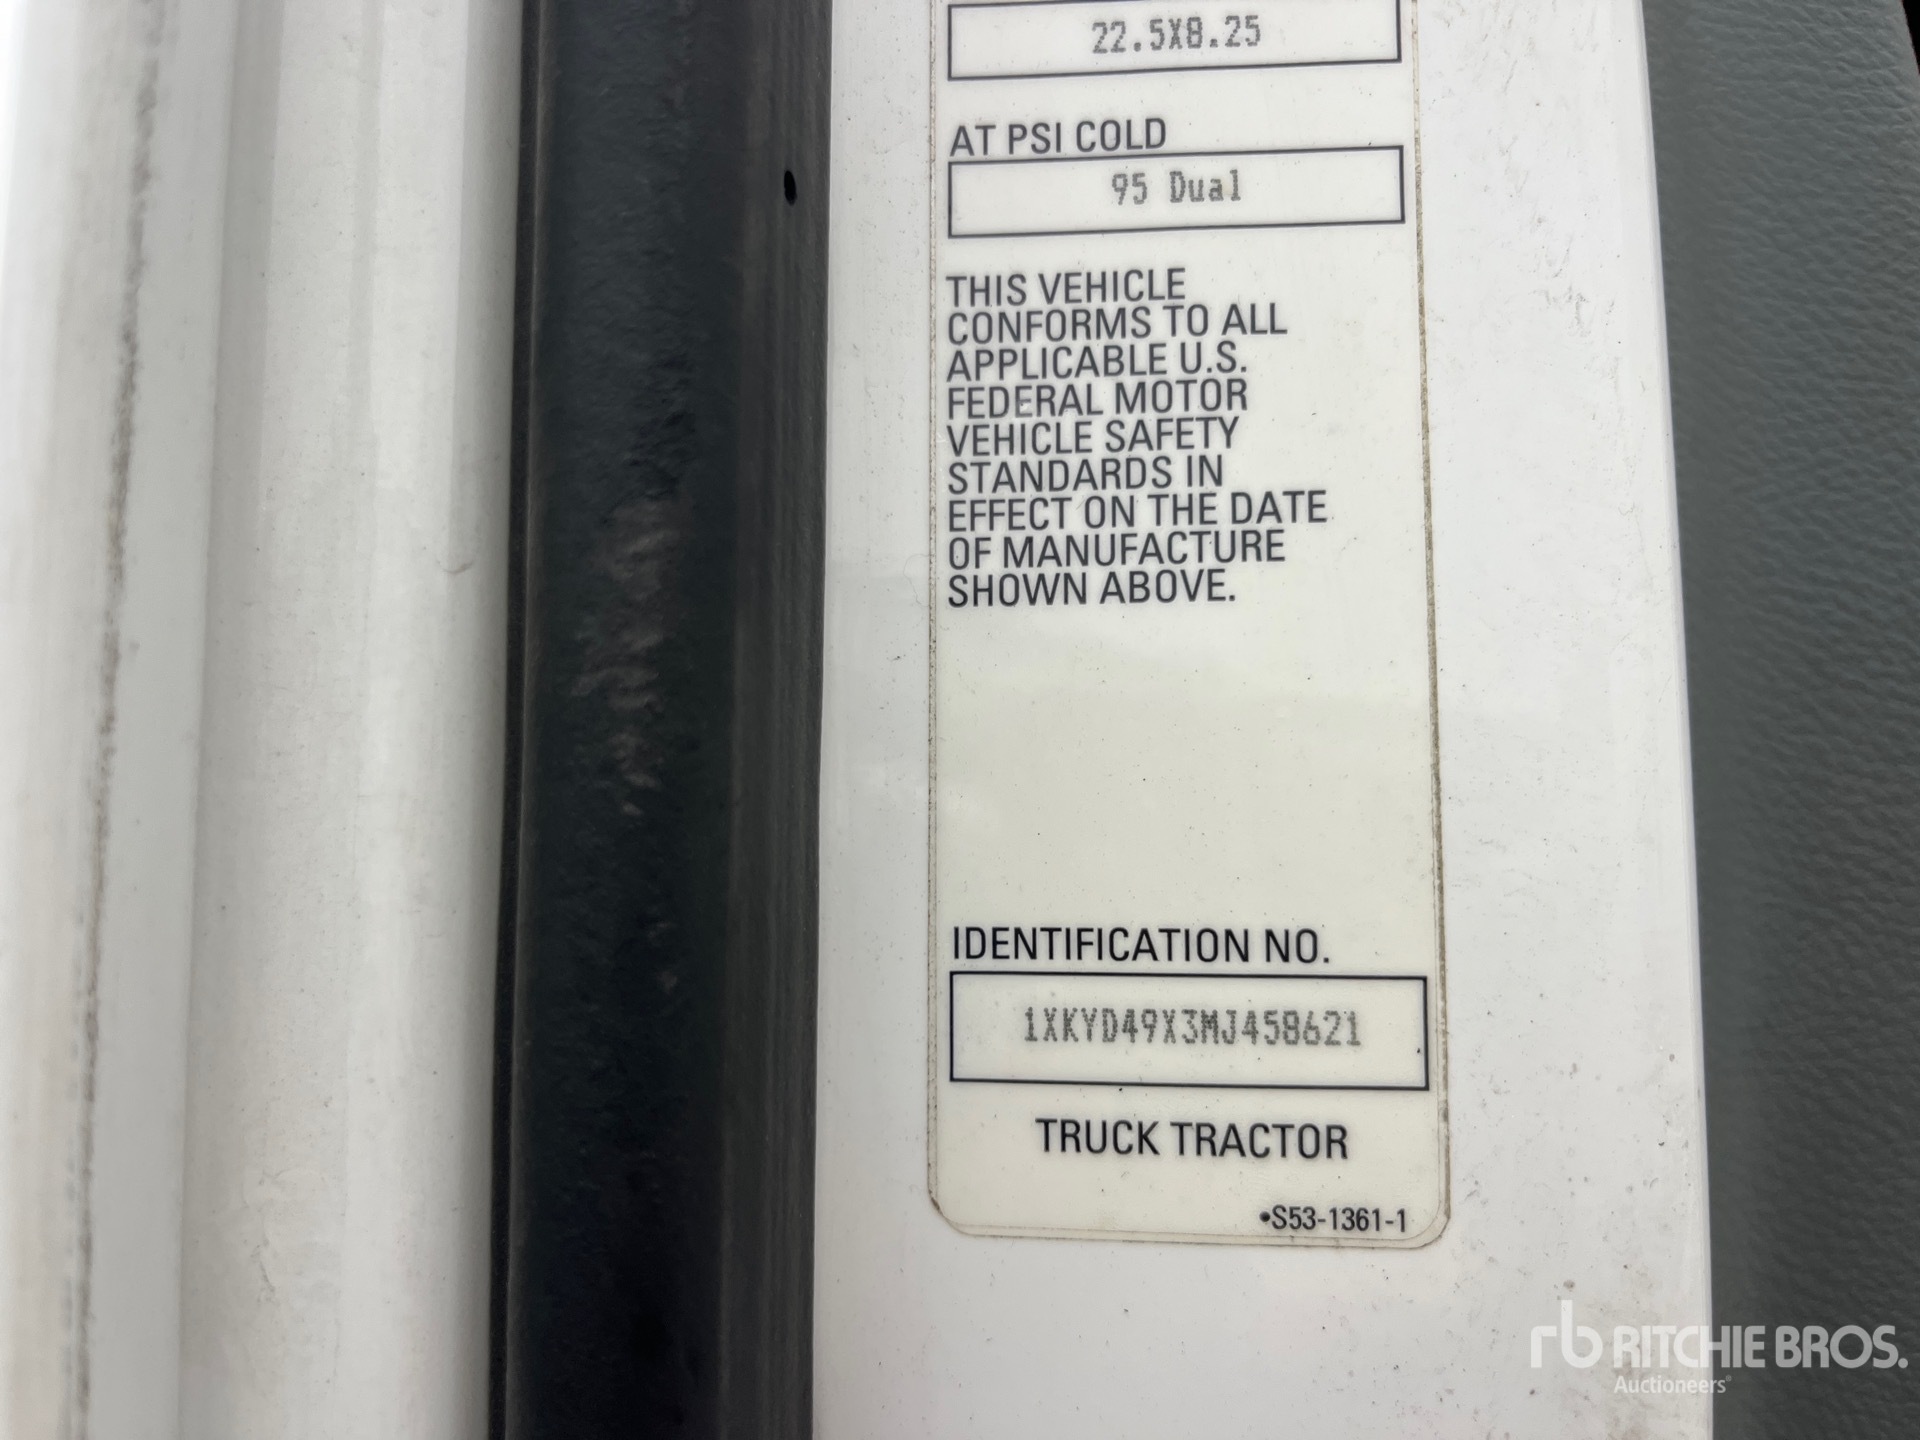 22.5X8.25
AT PSI COLD
95 Dual
THIS VEHICLE
CONFORMS TO ALL
APPLICABLE U.S.
FEDERAL MOTOR
VEHICLE SAFETY
STANDARDS IN
EFFECT ON THE DATE
OF MANUFACTURE
SHOWN ABOVE.
IDENTIFICATION NO.
1XKYD49X3MJ458621
TRUCK TRACTOR
•S53-1361-1
rb RITCHIE BROS.
Auctioneers